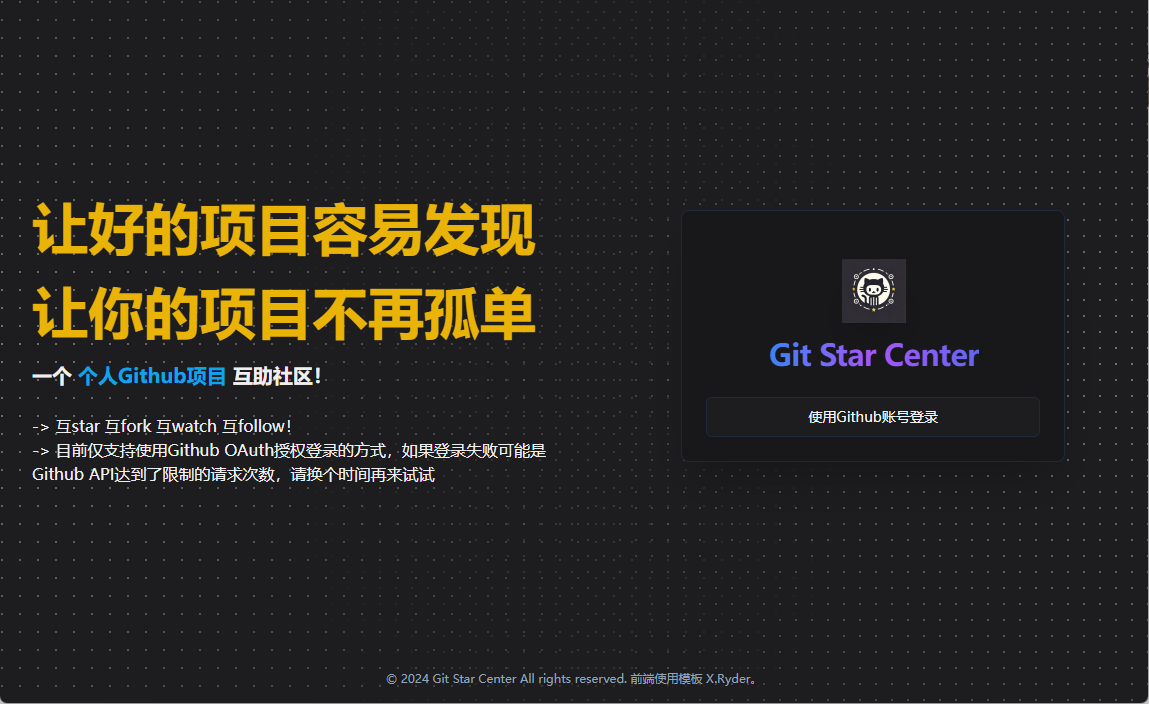 让好的项目容易发现
让你的项目不再孤单
一个 个人Github项目 互助社区！
-> 互star 互fork 互watch 互follow！
-> 目前仅支持使用Github OAuth授权登录的方式，如果登录失败可能是
Github API达到了限制的请求次数，请换个时间再来试试
Git Star Center
使用Github账号登录
© 2024 Git Star Center All rights reserved. 前端使用模板 X.Ryder。